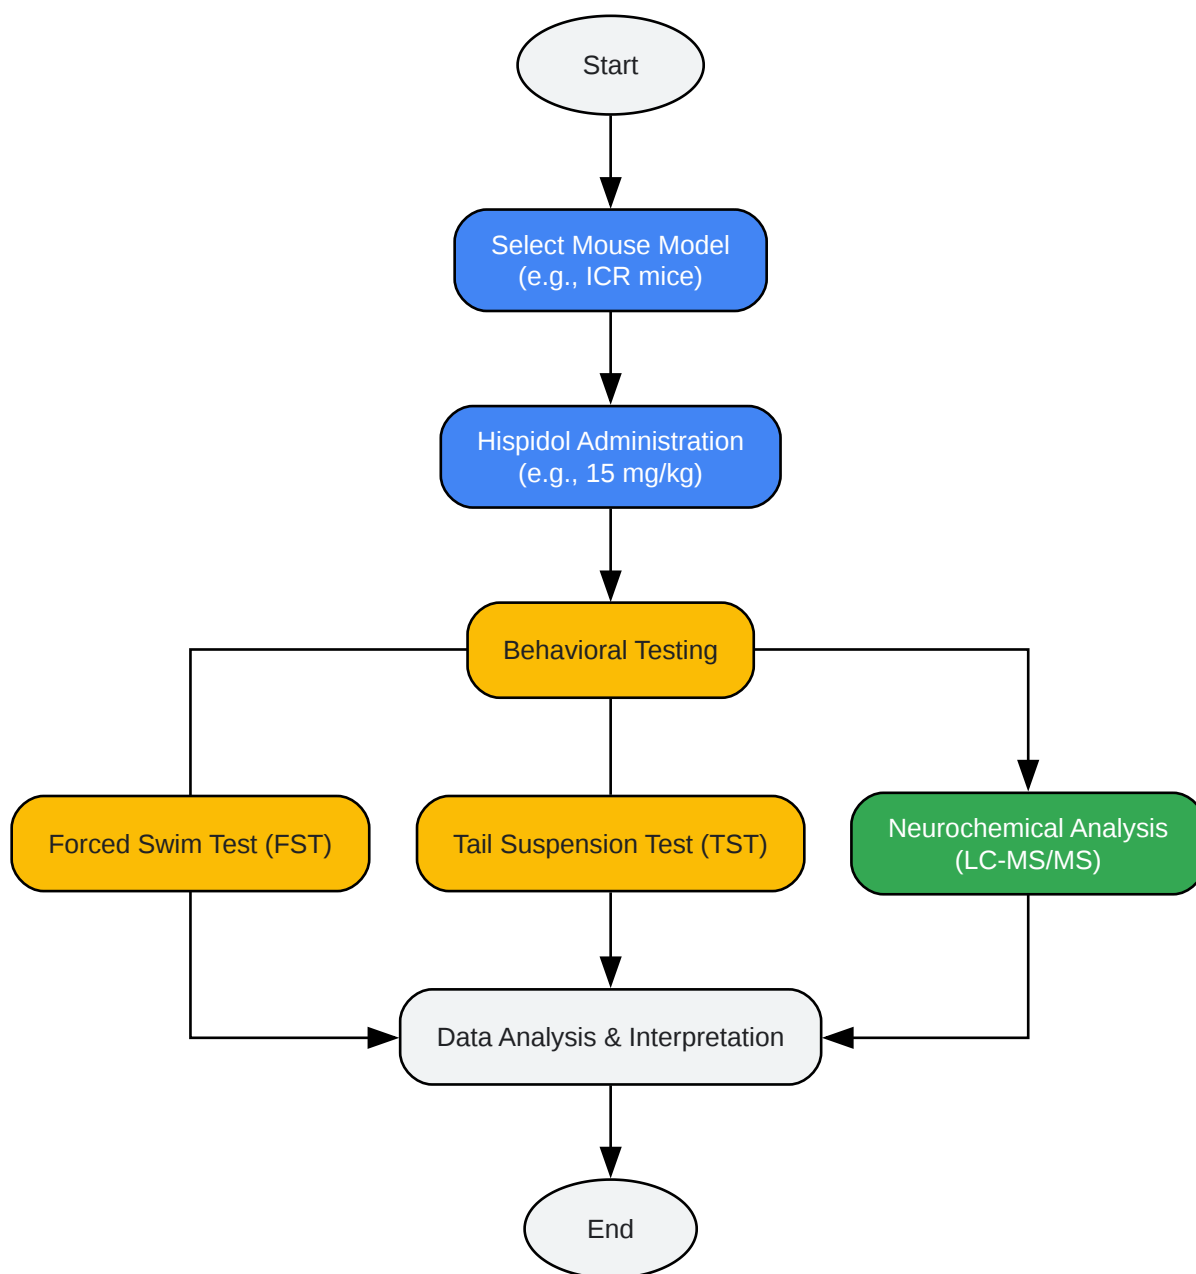 Start
Select Mouse Model
(e.g., ICR mice)
Hispidol Administration
(e.g., 15 mg/kg)
Behavioral Testing
Forced Swim Test (FST)
Tail Suspension Test (TST)
Neurochemical Analysis
(LC-MS/MS)
Data Analysis & Interpretation
End